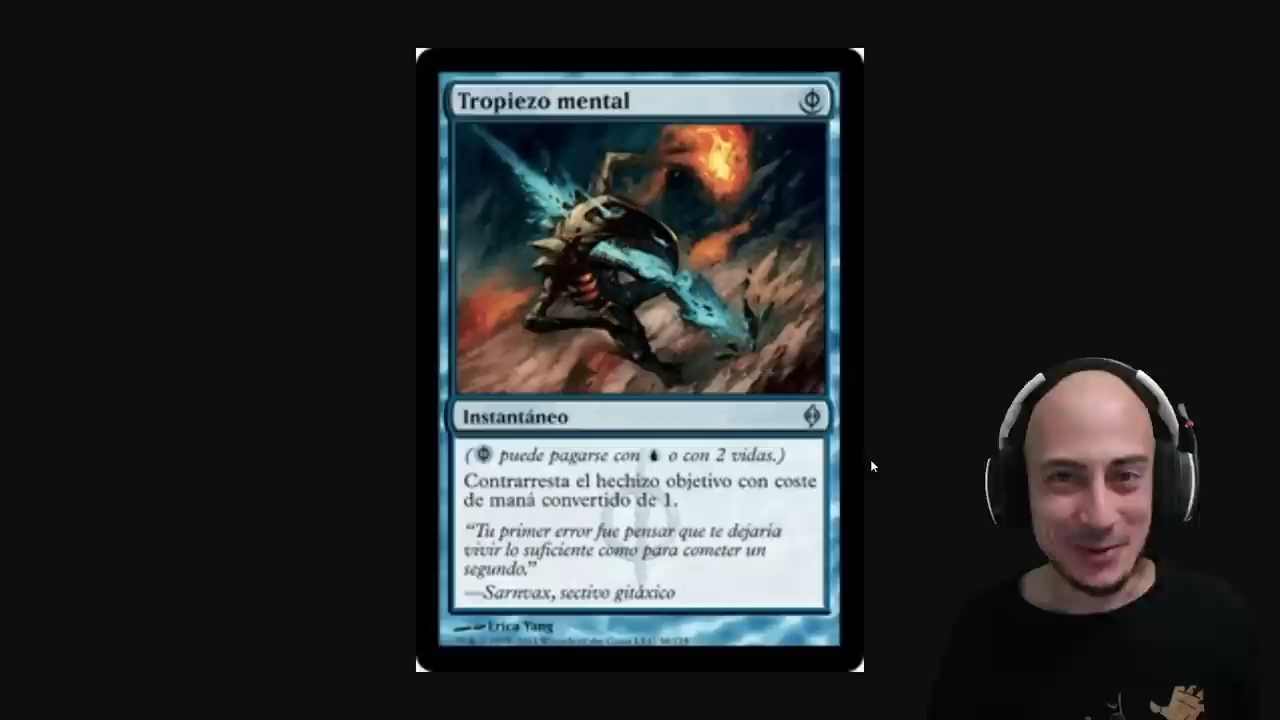 Tropiezo mental
Instantáneo
( puede pagarse con o con 2 vidas.)
Contrarresta el hechizo objetivo con coste
de maná convertido de 1.
“Tu primer error fue pensar que te dejaría
vivir lo suficiente como para cometer un
segundo.”
—Sarnvax, sectivo gitáxico
Erica Yang